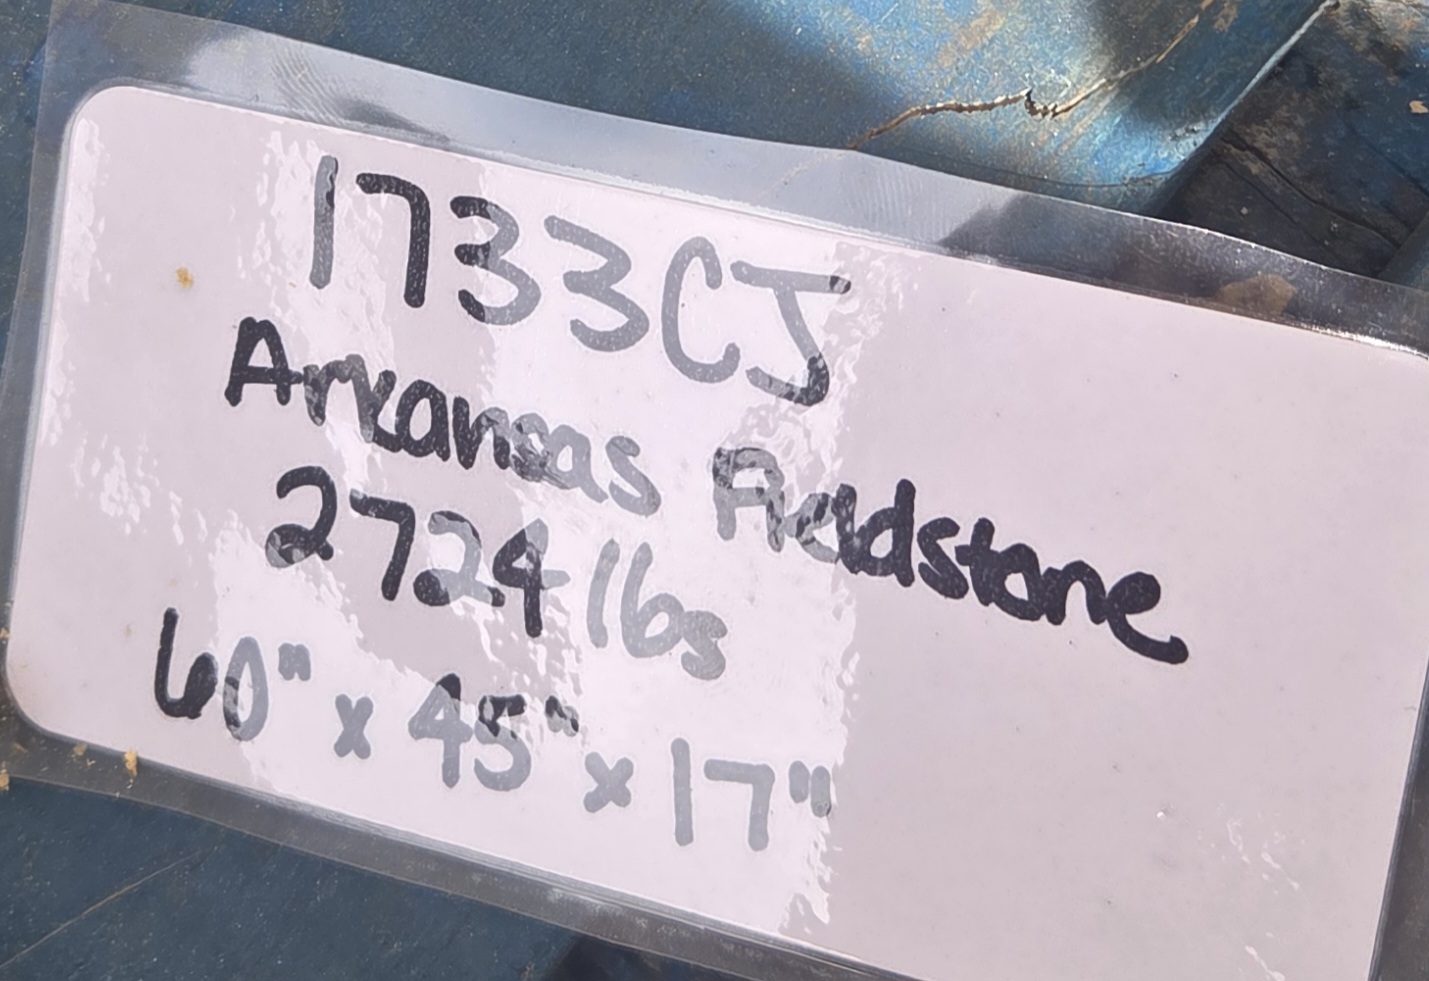 1733CJ
Arkansas Fieldstone
2724 lbs
60" x 45" x 17"